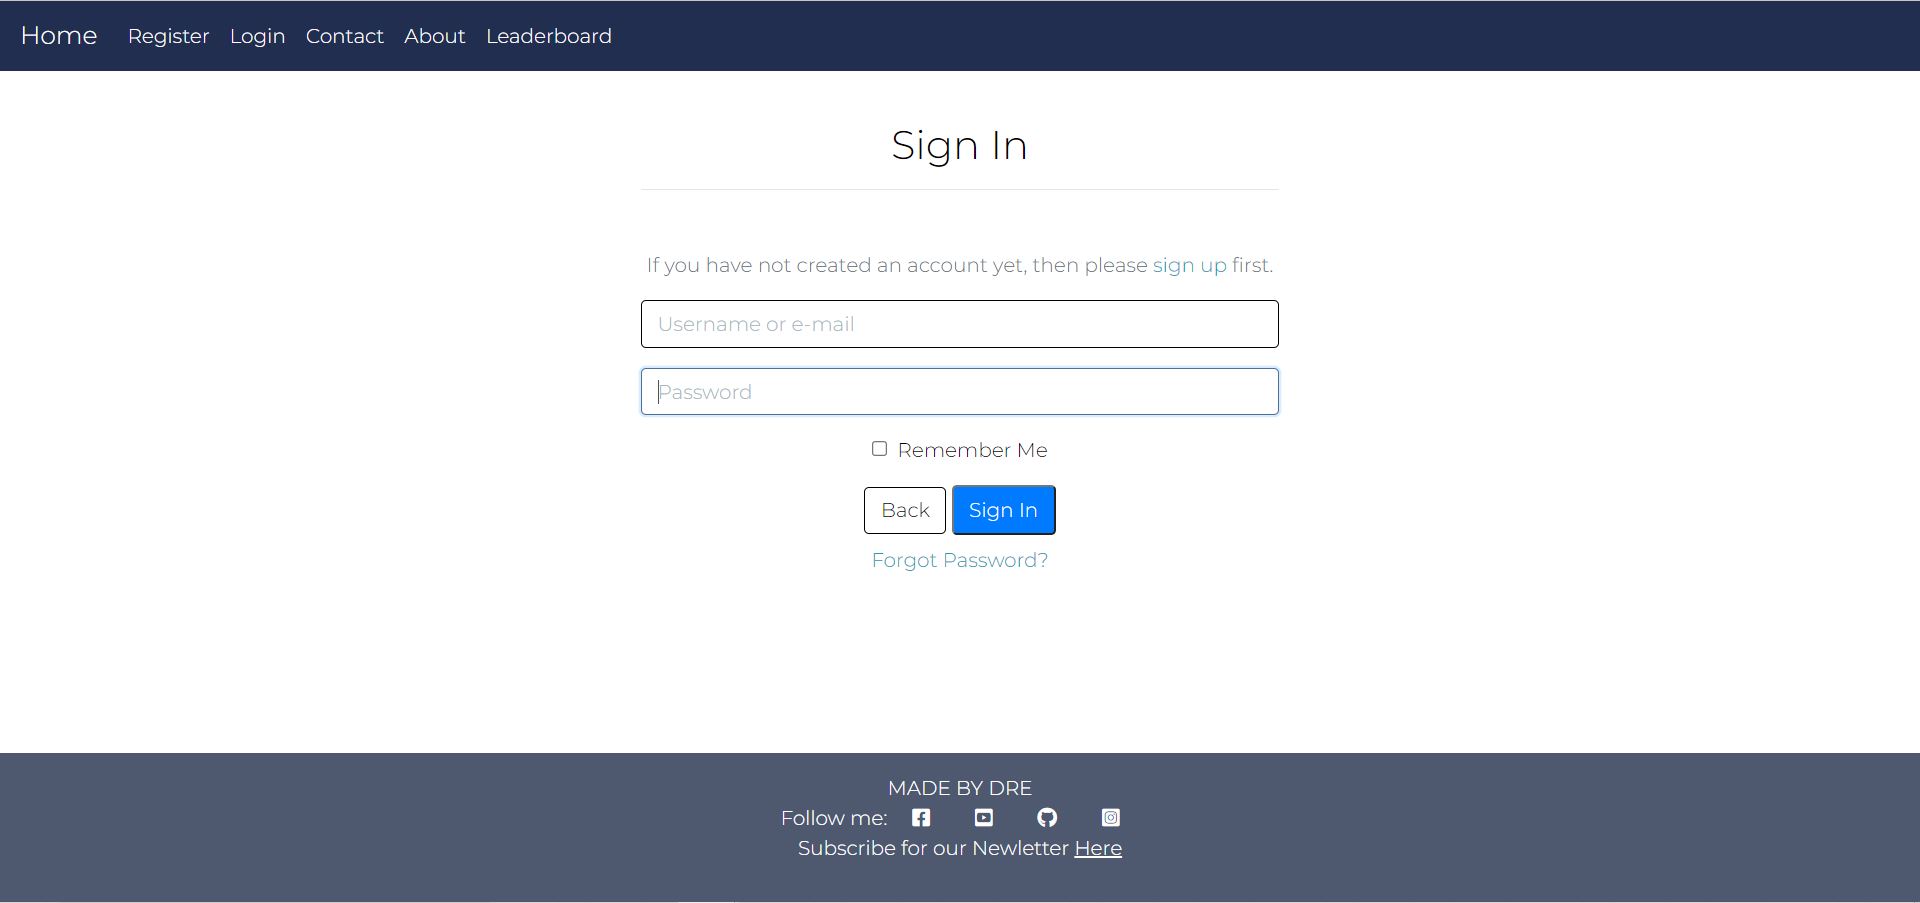 Home Register Login Contact About Leaderboard
Sign In
If you have not created an account yet, then please sign up first.
Username or e-mail
Password
Remember Me
Back Sign In
Forgot Password?
MADE BY DRE
Follow me:
Subscribe for our Newletter Here